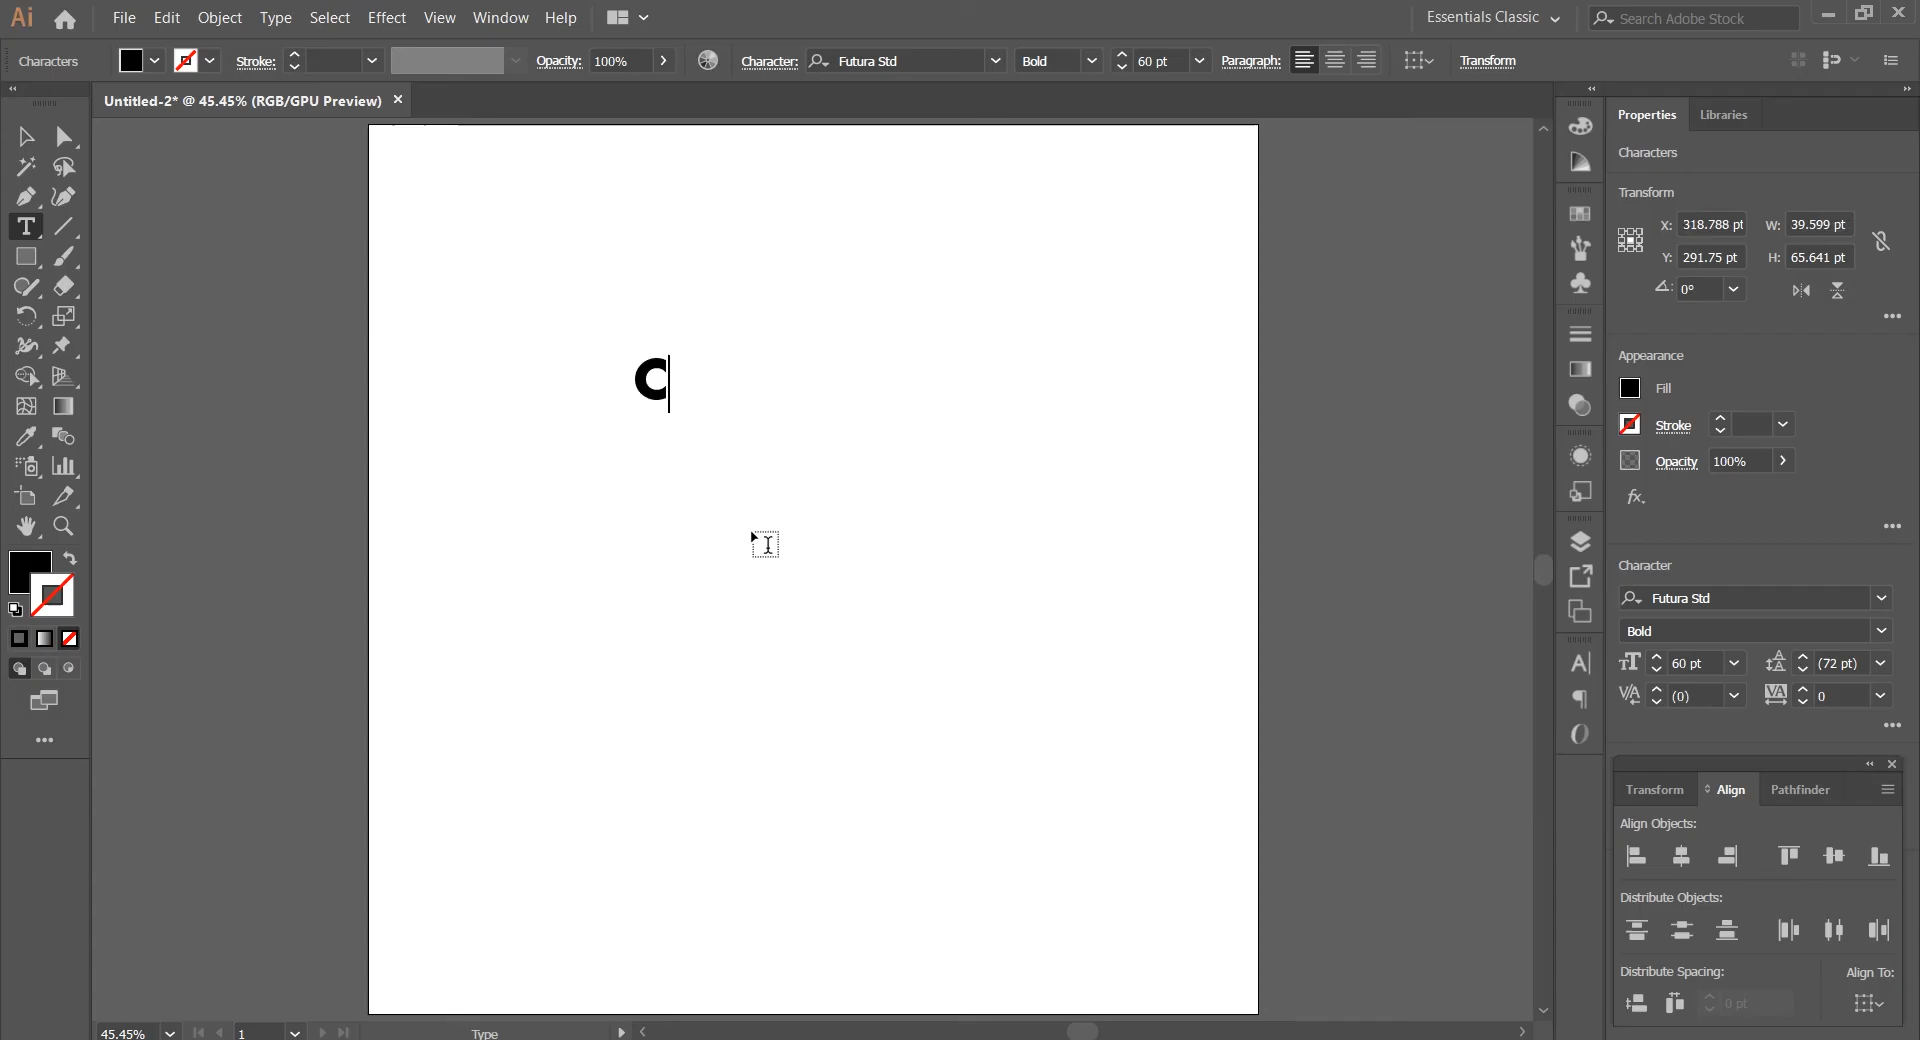 Ai File Edit Object Type Select Effect View Window Help Essentials Classic Search Adobe Stock
Characters Stroke: Opacity: 100% Character: Futura Std Bold 60 pt Paragraph: Transform
Untitled-2* @ 45.45% (RGB/GPU Preview) ×
C
Properties Libraries
Characters
Transform
X: 318.788 pt W: 39.599 pt
Y: 291.75 pt H: 65.641 pt
0°
Appearance
Fill
Stroke
Opacity 100%
fx.
Character
Futura Std
Bold
60 pt (72 pt)
(0) 0
Transform Align Pathfinder
Align Objects:
Distribute Objects:
Distribute Spacing: Align To:
0 pt
45.45% 1 Type